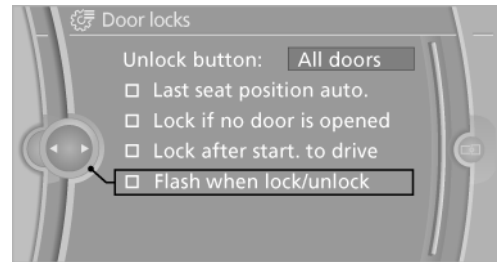 Door locks
Unlock button: All doors
Last seat position auto.
Lock if no door is opened
Lock after start. to drive
Flash when lock/unlock